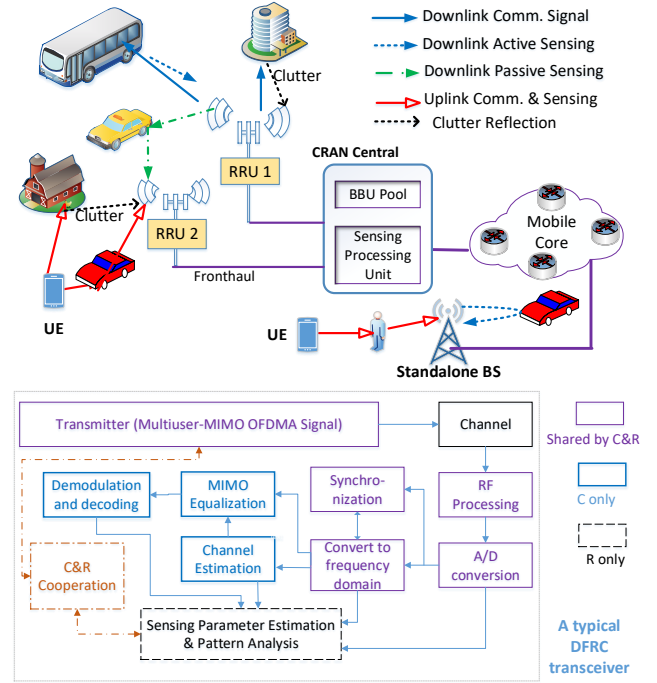 Downlink Comm. Signal
Downlink Active Sensing
Downlink Passive Sensing
Uplink Comm. & Sensing
Clutter Reflection
Clutter
RRU 1
CRAN Central
BBU Pool
Sensing
Processing
Unit
Mobile
Core
Clutter
RRU 2
Fronthaul
UE
UE
Standalone BS
Transmitter (Multiuser-MIMO OFDMA Signal)
Channel
Shared by C&R
Demodulation
and decoding
MIMO
Equalization
Synchro-
nization
RF
Processing
C only
Channel
Estimation
Convert to
frequency
domain
A/D
conversion
R only
C&R
Cooperation
Sensing Parameter Estimation
& Pattern Analysis
A typical
DFRC
transceiver